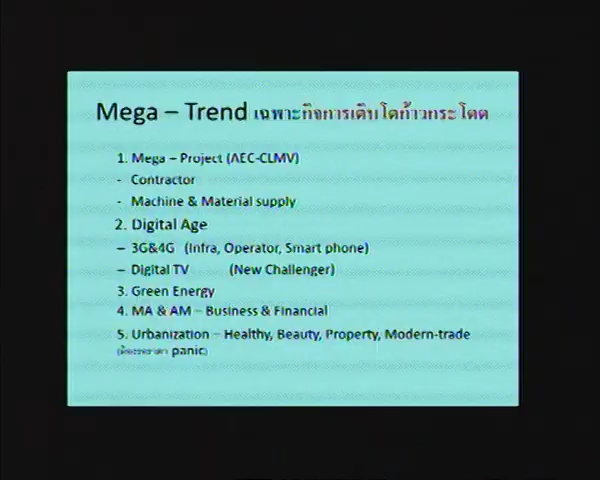 Mega – Trend เฉพาะกิจการเติบโตก้าวกระโดด
1. Mega – Project (AEC-CLMV)
- Contractor
- Machine & Material supply
2. Digital Age
– 3G&4G (Infra, Operator, Smart phone)
– Digital TV (New Challenger)
3. Green Energy
4. MA & AM – Business & Financial
5. Urbanization – Healthy, Beauty, Property, Modern-trade
panic)